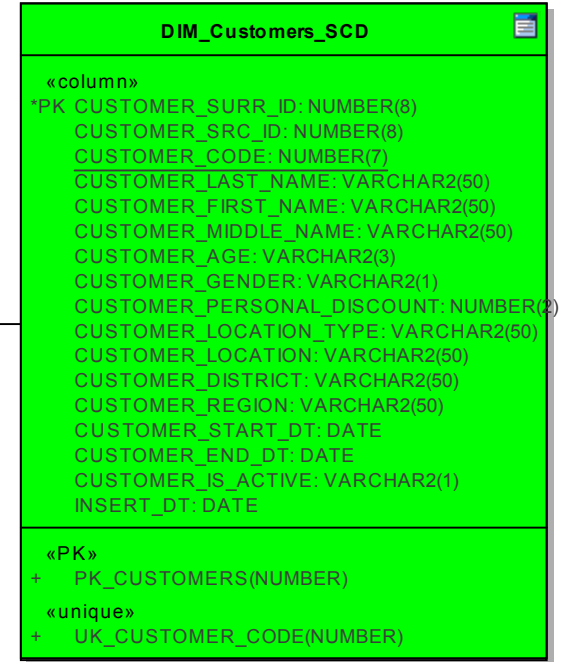 DIM_Customers_SCD
«column»
*PK CUSTOMER_SURR_ID: NUMBER(8)
CUSTOMER_SRC_ID: NUMBER(8)
CUSTOMER_CODE: NUMBER(7)
CUSTOMER_LAST_NAME: VARCHAR2(50)
CUSTOMER_FIRST_NAME: VARCHAR2(50)
CUSTOMER_MIDDLE_NAME: VARCHAR2(50)
CUSTOMER_AGE: VARCHAR2(3)
CUSTOMER_GENDER: VARCHAR2(1)
CUSTOMER_PERSONAL_DISCOUNT: NUMBER(2)
CUSTOMER_LOCATION_TYPE: VARCHAR2(50)
CUSTOMER_LOCATION: VARCHAR2(50)
CUSTOMER_DISTRICT: VARCHAR2(50)
CUSTOMER_REGION: VARCHAR2(50)
CUSTOMER_START_DT: DATE
CUSTOMER_END_DT: DATE
CUSTOMER_IS_ACTIVE: VARCHAR2(1)
INSERT_DT: DATE
«PK»
+ PK_CUSTOMERS(NUMBER)
«unique»
+ UK_CUSTOMER_CODE(NUMBER)